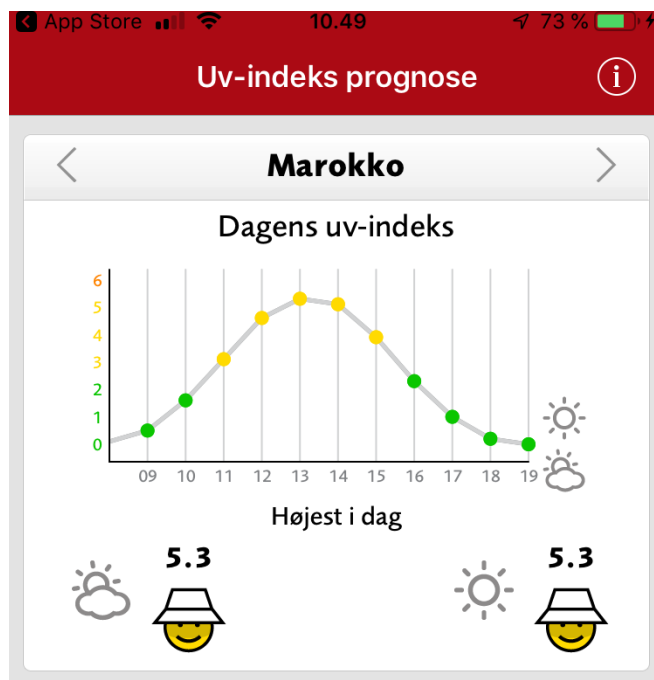 App Store 10.49 73 %
Uv-indeks prognose i
Marokko
Dagens uv-indeks
6
5
4
3
2
1
0
09 10 11 12 13 14 15 16 17 18 19
Højest i dag
5.3 5.3